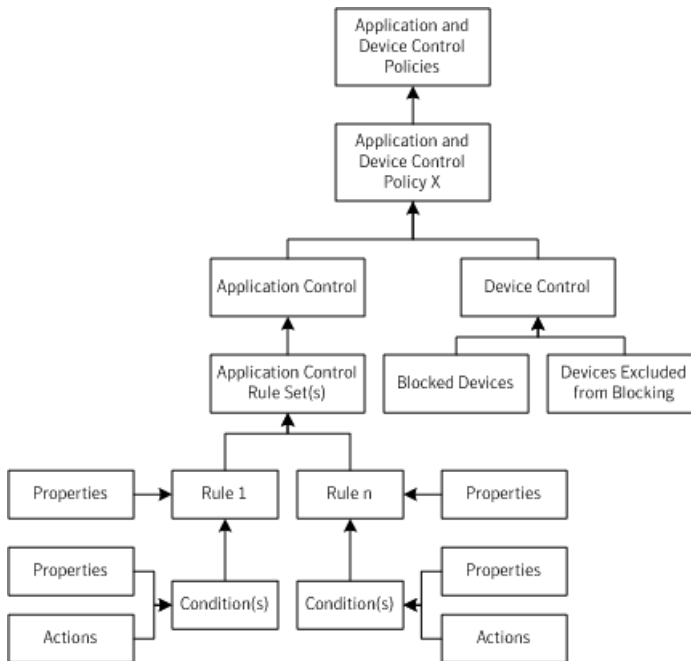 Application and
Device Control
Policies
Application and
Device Control
Policy X
Application Control
Device Control
Application Control
Rule Set(s)
Blocked Devices
Devices Excluded
from Blocking
Properties
Rule 1
Rule n
Properties
Properties
Condition(s)
Condition(s)
Properties
Actions
Actions